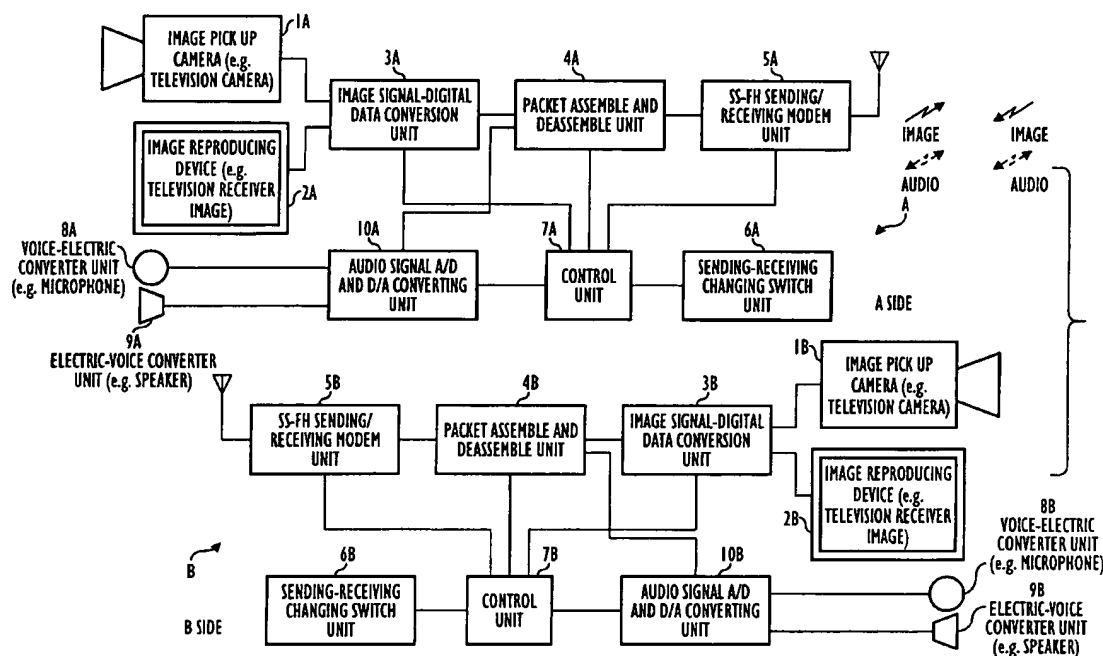 1A
IMAGE PICK UP
CAMERA (e.g.
TELEVISION CAMERA)
3A
IMAGE SIGNAL-DIGITAL
DATA CONVERSION
UNIT
4A
PACKET ASSEMBLE AND
DEASSEMBLE UNIT
5A
SS-FH SENDING/
RECEIVING MODEM
UNIT
IMAGE
IMAGE
AUDIO
AUDIO
A
IMAGE REPRODUCING
DEVICE (e.g.
TELEVISION RECEIVER
IMAGE)
2A
8A
VOICE-ELECTRIC
CONVERTER UNIT
(e.g. MICROPHONE)
10A
AUDIO SIGNAL A/D
AND D/A CONVERTING
UNIT
7A
CONTROL
UNIT
6A
SENDING-RECEIVING
CHANGING SWITCH
UNIT
A SIDE
9A
ELECTRIC-VOICE CONVERTER
UNIT (e.g. SPEAKER)
5B
SS-FH SENDING/
RECEIVING MODEM
UNIT
4B
PACKET ASSEMBLE AND
DEASSEMBLE UNIT
3B
IMAGE SIGNAL-DIGITAL
DATA CONVERSION
UNIT
1B
IMAGE PICK UP
CAMERA (e.g.
TELEVISION CAMERA)
IMAGE REPRODUCING
DEVICE (e.g.
TELEVISION RECEIVER
IMAGE)
2B
8B
VOICE-ELECTRIC
CONVERTER UNIT
(e.g. MICROPHONE)
B
6B
SENDING-RECEIVING
CHANGING SWITCH
UNIT
7B
CONTROL
UNIT
10B
AUDIO SIGNAL A/D
AND D/A CONVERTING
UNIT
9B
ELECTRIC-VOICE
CONVERTER UNIT
(e.g. SPEAKER)
B SIDE